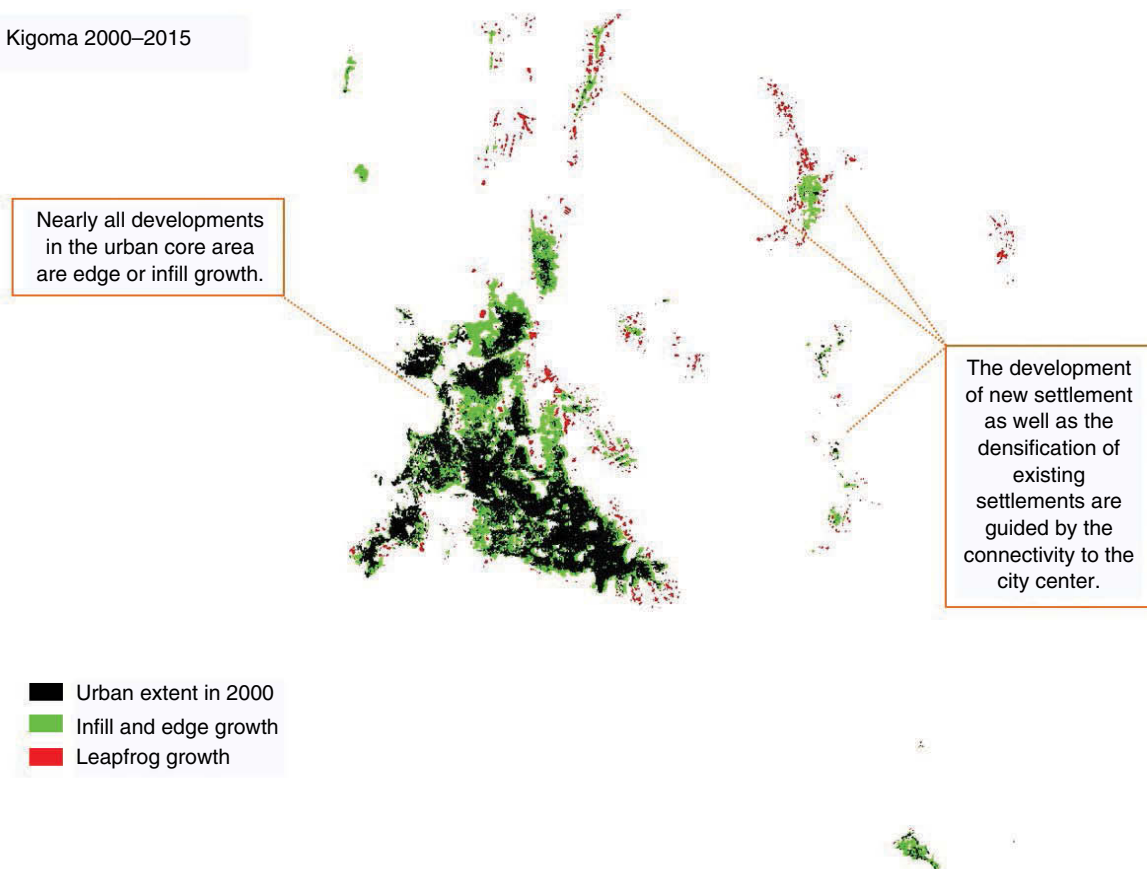 Kigoma 2000–2015
Nearly all developments
in the urban core area
are edge or infill growth.
The development
of new settlement
as well as the
densification of
existing
settlements are
guided by the
connectivity to the
city center.
Urban extent in 2000
Infill and edge growth
Leapfrog growth